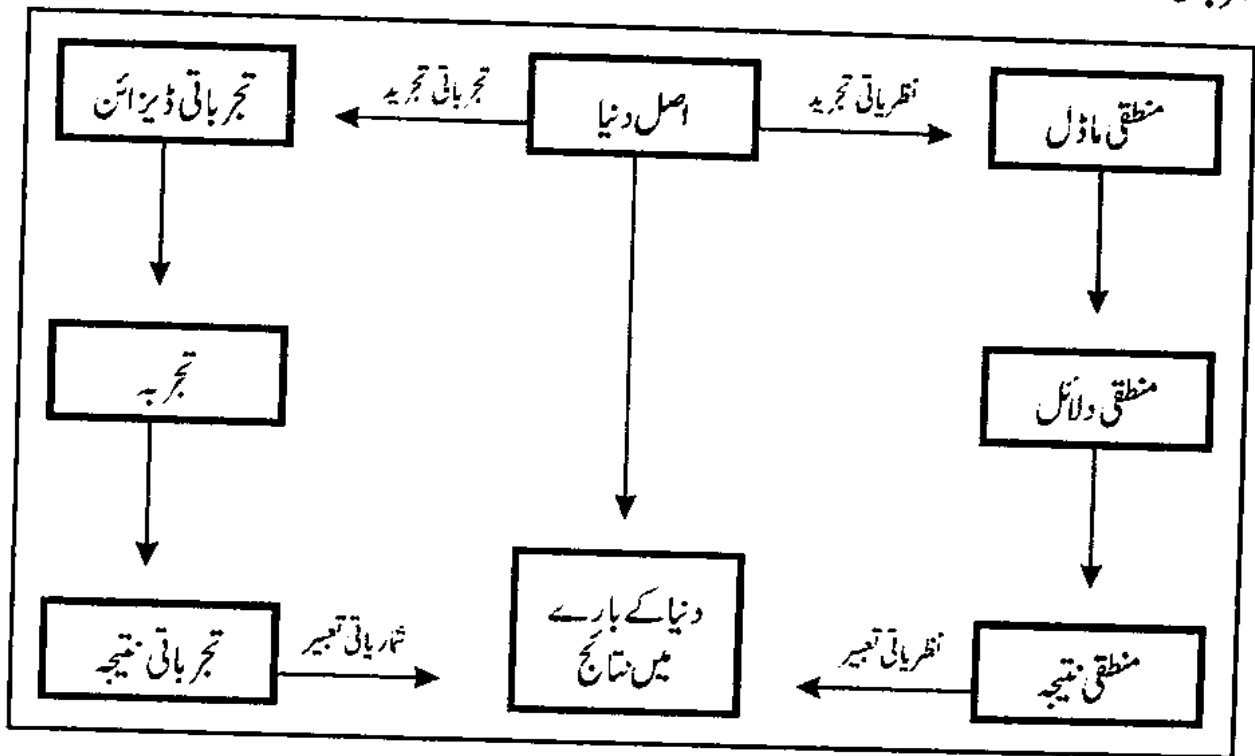 منطقی ماڈل
نظریاتی تجرید
اصل دنیا
تجرباتی تجرید
تجرباتی ڈیزائن
منطقی دلائل
تجربہ
منطقی نتیجہ
نظریاتی تعبیر
دنیا کے بارے
میں نتائج
شماریاتی تعبیر
تجرباتی نتیجہ